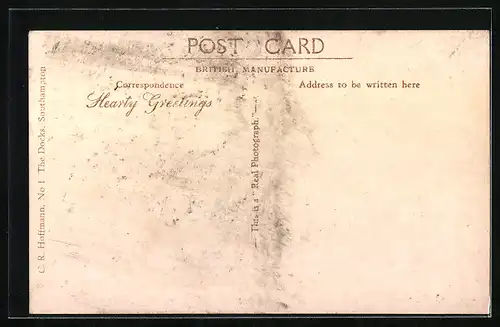 POST CARD
BRITISH MANUFACTURE
Correspondence
Address to be written here
Hearty Greetings
This is a "Real Photograph"
© C. R. Hoffmann, No 1 The Docks, Southampton